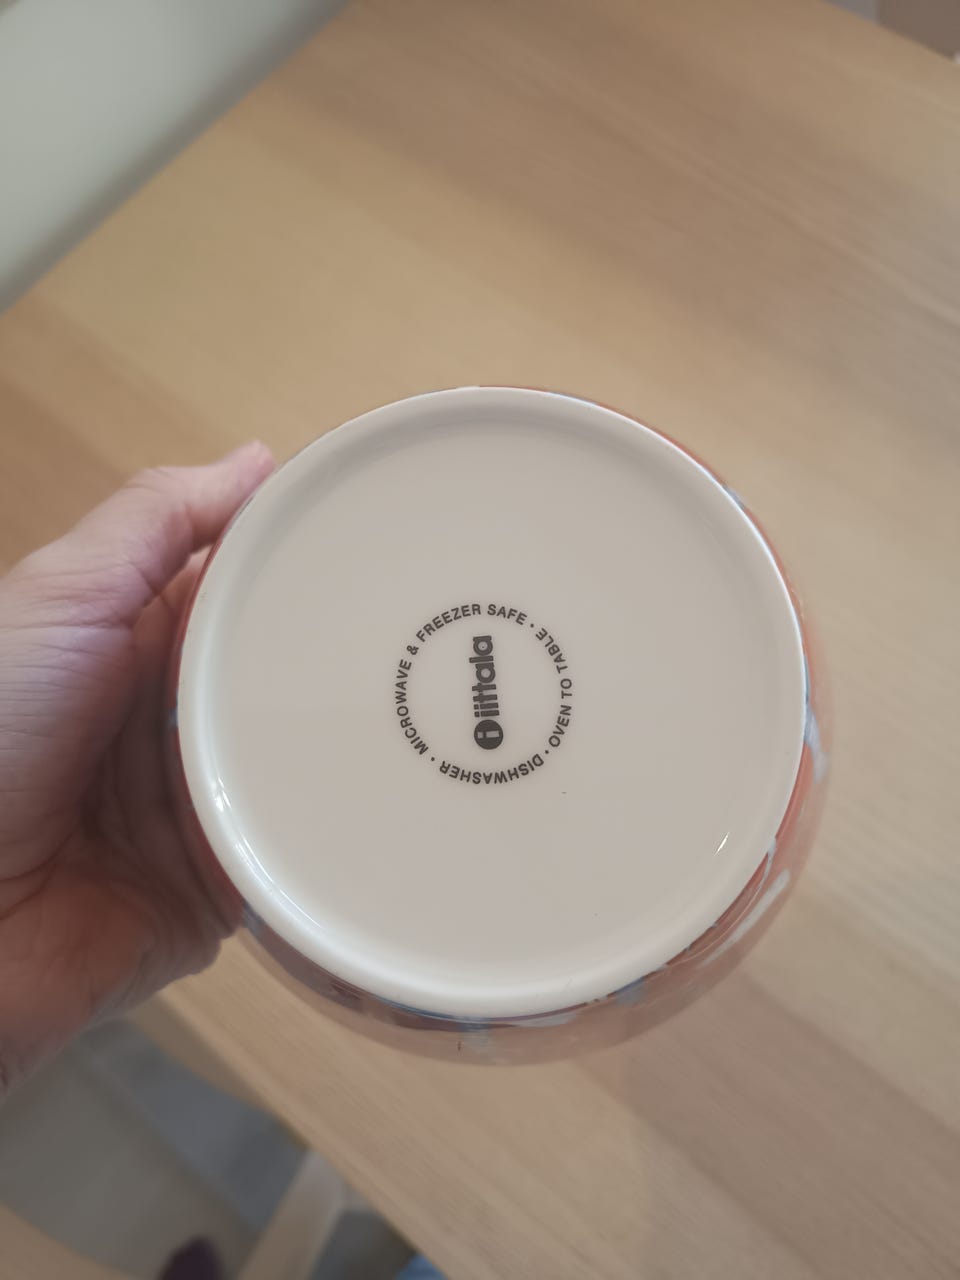 DISHWASHER • MICROWAVE & FREEZER SAFE • OVEN TO TABLE •
i iittala